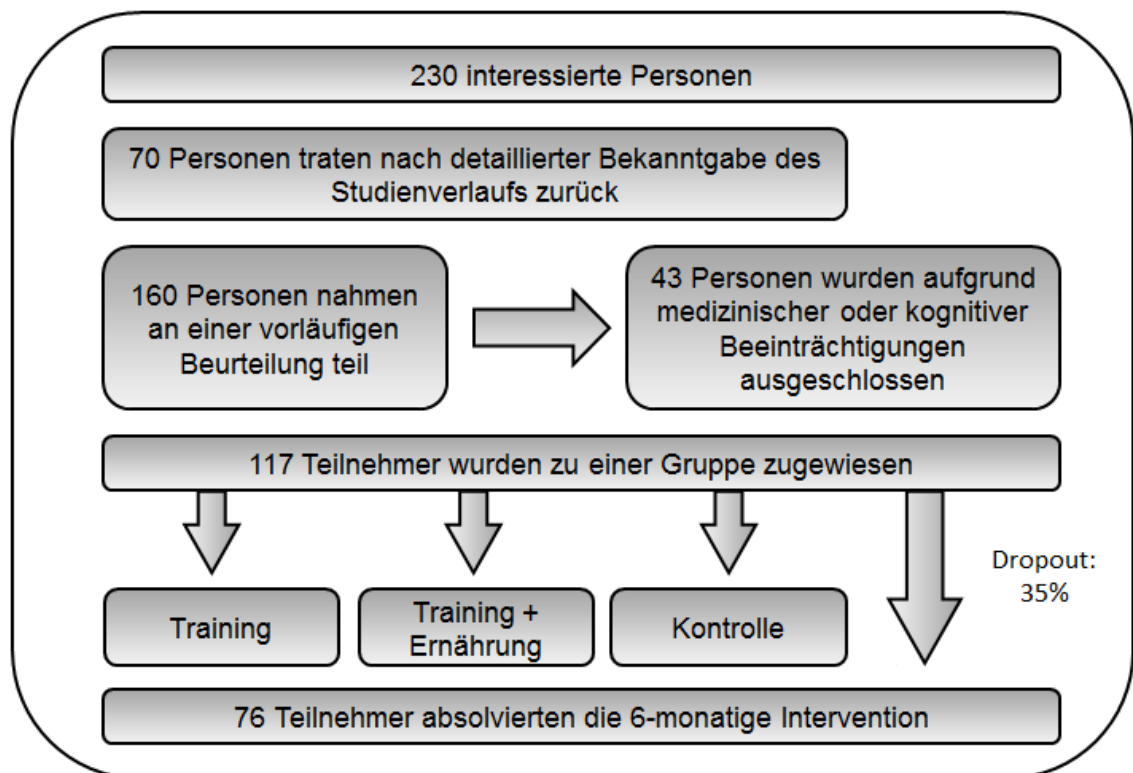 230 interessierte Personen
70 Personen traten nach detaillierter Bekanntgabe des
Studienverlaufs zurück
160 Personen nahmen
an einer vorläufigen
Beurteilung teil
43 Personen wurden aufgrund
medizinischer oder kognitiver
Beeinträchtigungen
ausgeschlossen
117 Teilnehmer wurden zu einer Gruppe zugewiesen
Training
Training +
Ernährung
Kontrolle
Dropout:
35%
76 Teilnehmer absolvierten die 6-monatige Intervention